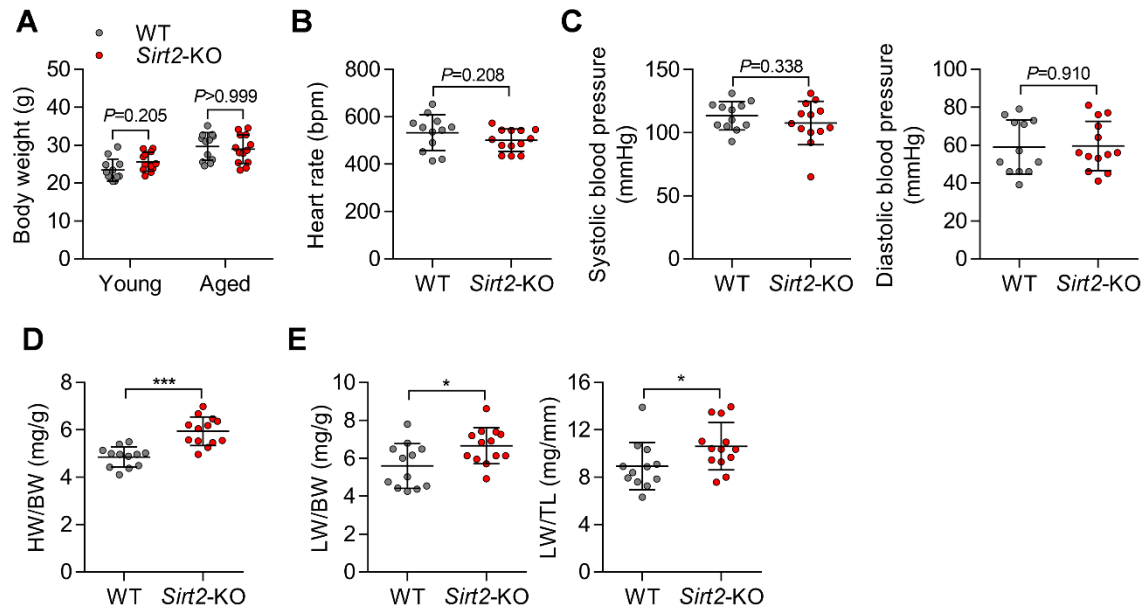 A
WT
Sirt2-KO
Body weight (g)
50
40
30
20
10
0
P=0.205
P>0.999
Young
Aged
B
Heart rate (bpm)
800
600
400
200
0
P=0.208
WT
Sirt2-KO
C
Systolic blood pressure
(mmHg)
150
100
50
0
P=0.338
WT
Sirt2-KO
Diastolic blood pressure
(mmHg)
100
80
60
40
20
0
P=0.910
WT
Sirt2-KO
D
HW/BW (mg/g)
8
6
4
2
0
***
WT
Sirt2-KO
E
LW/BW (mg/g)
10
8
6
4
2
0
*
WT
Sirt2-KO
LW/TL (mg/mm)
16
12
8
4
0
*
WT
Sirt2-KO